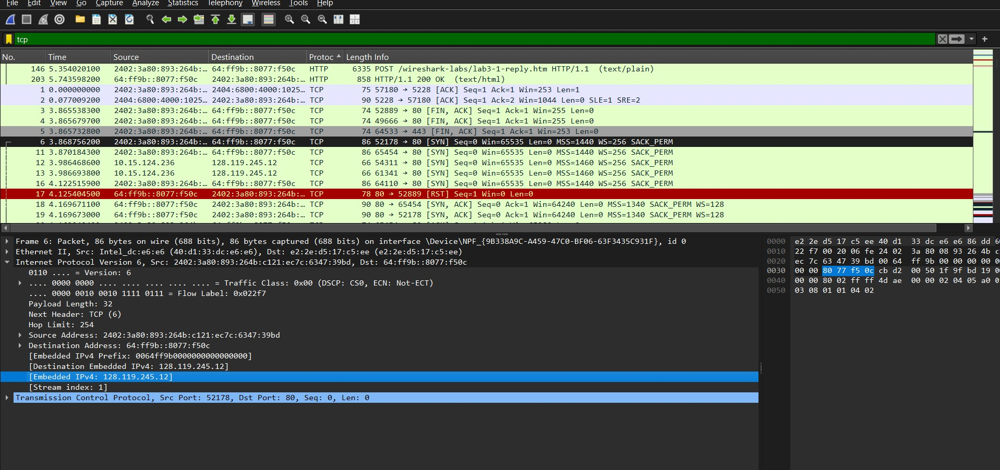 File Edit View Go Capture Analyze Statistics Telephony Wireless Tools Help
tcp
No. Time Source Destination Protoc Length Info
146 5.354020100 2402:3a80:893:264b:… 64:ff9b::8077:f50c HTTP 6335 POST /wireshark-labs/lab3-1-reply.htm HTTP/1.1 (text/plain)
203 5.743598200 64:ff9b::8077:f50c 2402:3a80:893:264b:… HTTP 858 HTTP/1.1 200 OK (text/html)
1 0.000000000 2402:3a80:893:264b:… 2404:6800:4000:1025… TCP 75 57180 → 5228 [ACK] Seq=1 Ack=1 Win=253 Len=1
2 0.077009200 2404:6800:4000:1025… 2402:3a80:893:264b:… TCP 90 5228 → 57180 [ACK] Seq=1 Ack=2 Win=1044 Len=0 SLE=1 SRE=2
3 3.865538300 2402:3a80:893:264b:… 64:ff9b::8077:f50c TCP 74 52889 → 80 [FIN, ACK] Seq=1 Ack=1 Win=255 Len=0
4 3.865679700 2402:3a80:893:264b:… 64:ff9b::8077:f50c TCP 74 49666 → 80 [FIN, ACK] Seq=1 Ack=1 Win=255 Len=0
5 3.865732800 2402:3a80:893:264b:… 64:ff9b::8077:f50c TCP 74 64533 → 443 [FIN, ACK] Seq=1 Ack=1 Win=253 Len=0
6 3.868756200 2402:3a80:893:264b:… 64:ff9b::8077:f50c TCP 86 52178 → 80 [SYN] Seq=0 Win=65535 Len=0 MSS=1440 WS=256 SACK_PERM
11 3.870184300 2402:3a80:893:264b:… 64:ff9b::8077:f50c TCP 86 65454 → 80 [SYN] Seq=0 Win=65535 Len=0 MSS=1440 WS=256 SACK_PERM
12 3.986468600 10.15.124.236 128.119.245.12 TCP 66 54311 → 80 [SYN] Seq=0 Win=65535 Len=0 MSS=1460 WS=256 SACK_PERM
13 3.986693800 10.15.124.236 128.119.245.12 TCP 66 61341 → 80 [SYN] Seq=0 Win=65535 Len=0 MSS=1460 WS=256 SACK_PERM
16 4.122515900 2402:3a80:893:264b:… 64:ff9b::8077:f50c TCP 86 64110 → 80 [SYN] Seq=0 Win=65535 Len=0 MSS=1440 WS=256 SACK_PERM
17 4.125404500 64:ff9b::8077:f50c 2402:3a80:893:264b:… TCP 78 80 → 52889 [RST] Seq=1 Win=0 Len=0
18 4.169671100 64:ff9b::8077:f50c 2402:3a80:893:264b:… TCP 90 80 → 65454 [SYN, ACK] Seq=0 Ack=1 Win=64240 Len=0 MSS=1340 SACK_PERM WS=128
19 4.169673000 64:ff9b::8077:f50c 2402:3a80:893:264b:… TCP 90 80 → 52178 [SYN, ACK] Seq=0 Ack=1 Win=64240 Len=0 MSS=1340 SACK_PERM WS=128
Frame 6: Packet, 86 bytes on wire (688 bits), 86 bytes captured (688 bits) on interface \Device\NPF_{9B338A9C-A459-47C0-BF06-63F3435C931F}, id 0
Ethernet II, Src: Intel_dc:e6:e6 (40:d1:33:dc:e6:e6), Dst: e2:2e:d5:17:c5:ee (e2:2e:d5:17:c5:ee)
Internet Protocol Version 6, Src: 2402:3a80:893:264b:c121:ec7c:6347:39bd, Dst: 64:ff9b::8077:f50c
0110 .... = Version: 6
.... 0000 0000 .... .... .... .... .... = Traffic Class: 0x00 (DSCP: CS0, ECN: Not-ECT)
.... 0000 0010 0010 1111 0111 = Flow Label: 0x022f7
Payload Length: 32
Next Header: TCP (6)
Hop Limit: 254
Source Address: 2402:3a80:893:264b:c121:ec7c:6347:39bd
Destination Address: 64:ff9b::8077:f50c
[Embedded IPv4 Prefix: 0064ff9b0000000000000000]
[Destination Embedded IPv4: 128.119.245.12]
[Embedded IPv4: 128.119.245.12]
[Stream index: 1]
Transmission Control Protocol, Src Port: 52178, Dst Port: 80, Seq: 0, Len: 0
0000 e2 2e d5 17 c5 ee 40 d1 33 dc e6 e6 86 dd 6
0010 22 f7 00 20 06 fe 24 02 3a 80 08 93 26 4b c
0020 ec 7c 63 47 39 bd 00 64 ff 9b 00 00 00 00 0
0030 00 00 80 77 f5 0c cb d2 00 50 1f 9f bd 19 0
0040 00 00 80 02 ff ff 4d ae 00 00 02 04 05 a0 0
0050 03 08 01 01 04 02